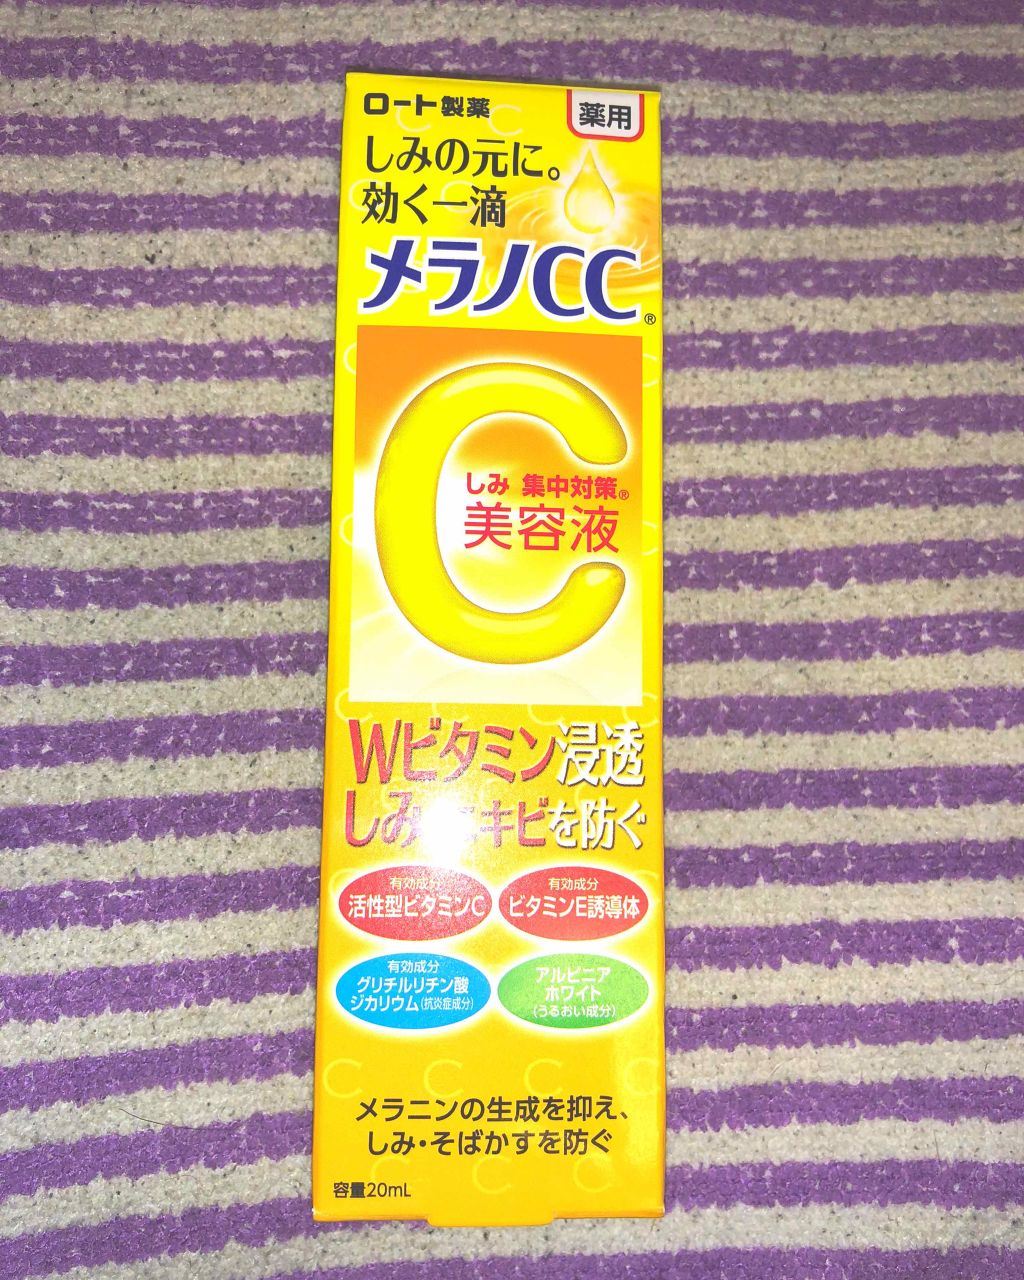 ロート製薬
薬用
しみの元に。
効く一滴
メラノCC®
C
しみ 集中対策®
美容液
Wビタミン浸透
しみ キビを防ぐ
有効成分
活性型ビタミンC
有効成分
ビタミンE誘導体
有効成分
グリチルリチン酸
ジカリウム(抗炎症成分)
アルピニア
ホワイト
(うるおい成分)
メラニンの生成を抑え、
しみ・そばかすを防ぐ
容量20mL